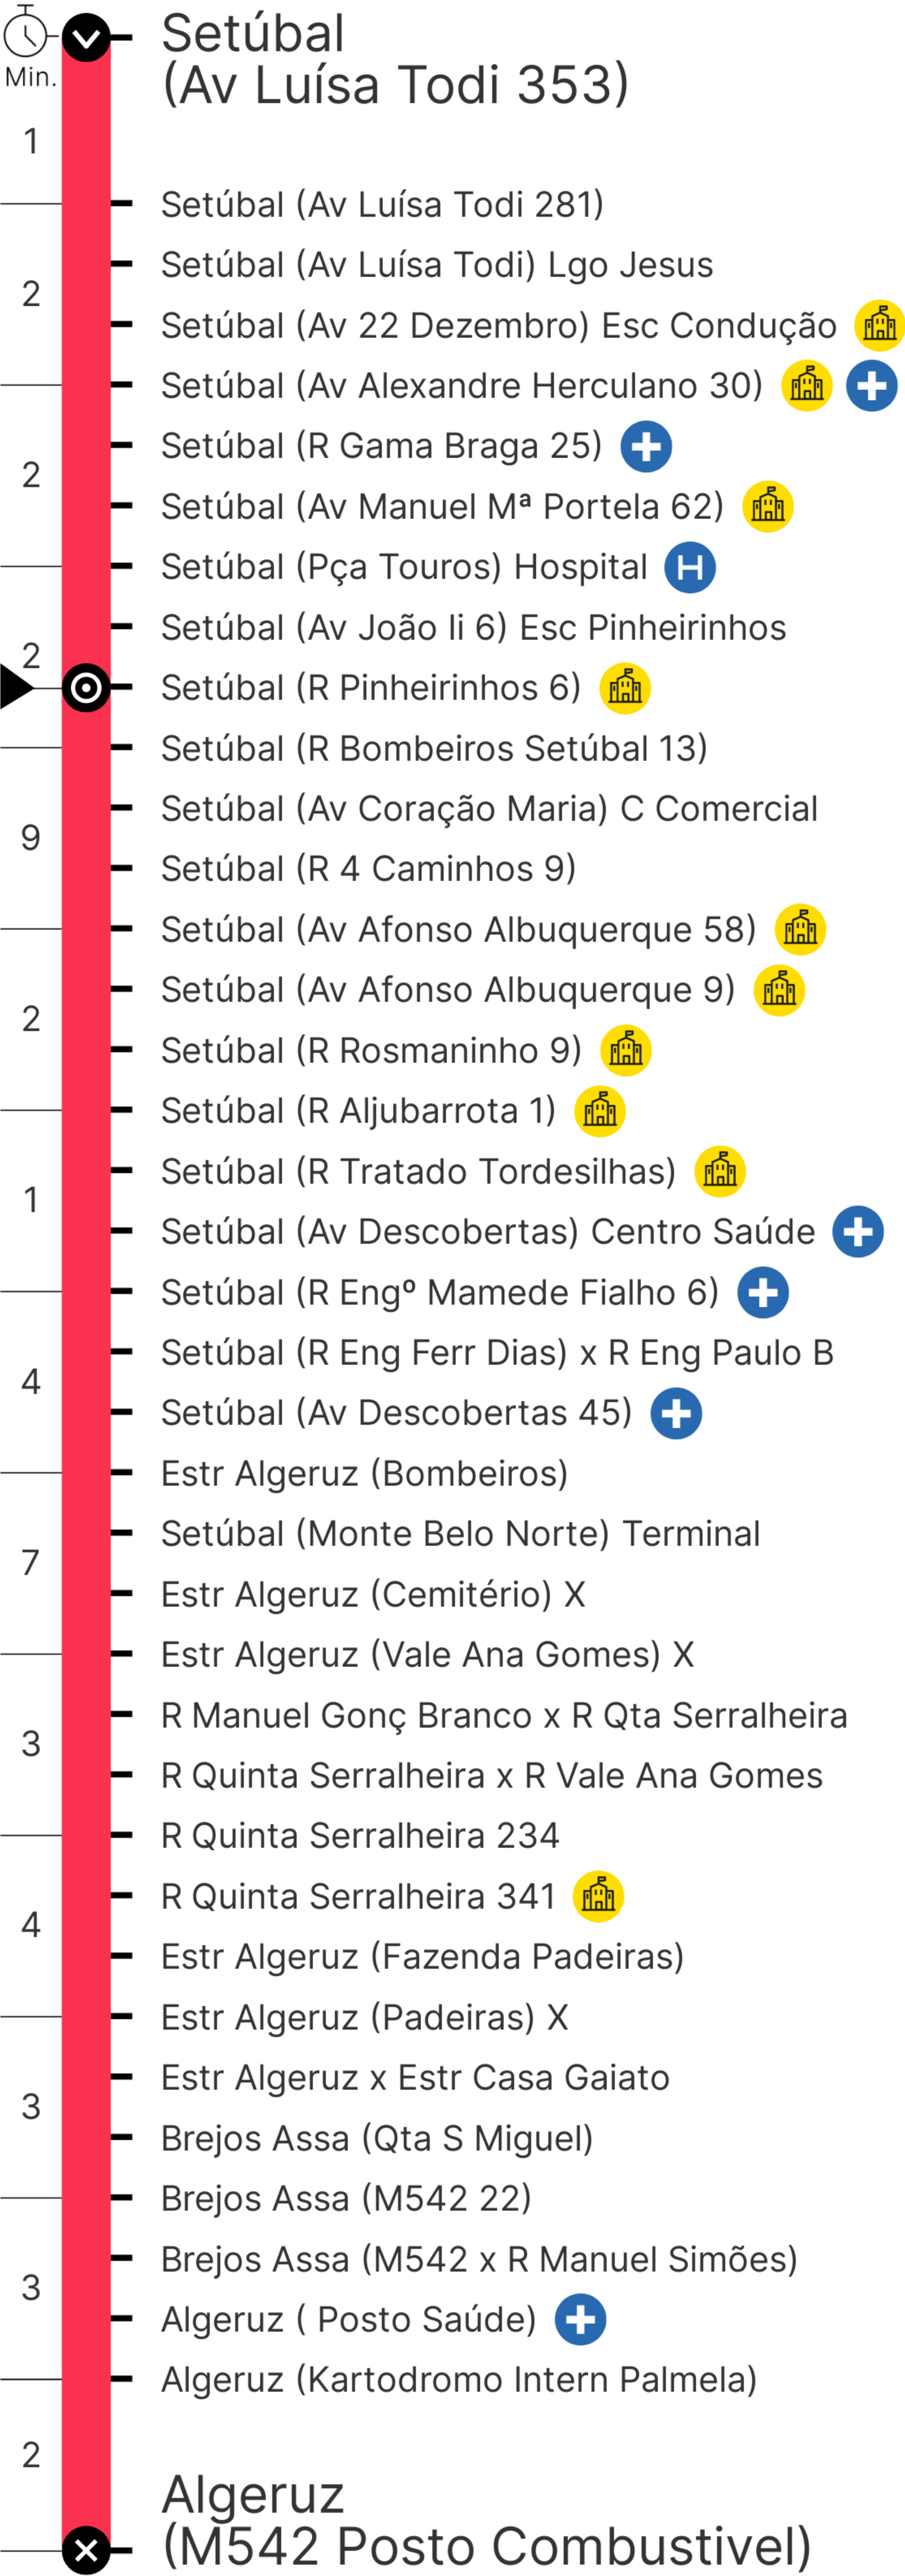 Setúbal
(Av Luísa Todi 353)
Min.
1
Setúbal (Av Luísa Todi 281)
Setúbal (Av Luísa Todi) Lgo Jesus
2
Setúbal (Av 22 Dezembro) Esc Condução
Setúbal (Av Alexandre Herculano 30)
Setúbal (R Gama Braga 25)
2
Setúbal (Av Manuel Mª Portela 62)
Setúbal (Pça Touros) Hospital H
Setúbal (Av João Ii 6) Esc Pinheirinhos
2
Setúbal (R Pinheirinhos 6)
Setúbal (R Bombeiros Setúbal 13)
Setúbal (Av Coração Maria) C Comercial
9
Setúbal (R 4 Caminhos 9)
Setúbal (Av Afonso Albuquerque 58)
Setúbal (Av Afonso Albuquerque 9)
2
Setúbal (R Rosmaninho 9)
Setúbal (R Aljubarrota 1)
Setúbal (R Tratado Tordesilhas)
1
Setúbal (Av Descobertas) Centro Saúde
Setúbal (R Engº Mamede Fialho 6)
Setúbal (R Eng Ferr Dias) x R Eng Paulo B
4
Setúbal (Av Descobertas 45)
Estr Algeruz (Bombeiros)
Setúbal (Monte Belo Norte) Terminal
7
Estr Algeruz (Cemitério) X
Estr Algeruz (Vale Ana Gomes) X
R Manuel Gonç Branco x R Qta Serralheira
3
R Quinta Serralheira x R Vale Ana Gomes
R Quinta Serralheira 234
R Quinta Serralheira 341
4
Estr Algeruz (Fazenda Padeiras)
Estr Algeruz (Padeiras) X
Estr Algeruz x Estr Casa Gaiato
3
Brejos Assa (Qta S Miguel)
Brejos Assa (M542 22)
Brejos Assa (M542 x R Manuel Simões)
3
Algeruz ( Posto Saúde)
Algeruz (Kartodromo Intern Palmela)
2
Algeruz
(M542 Posto Combustivel)